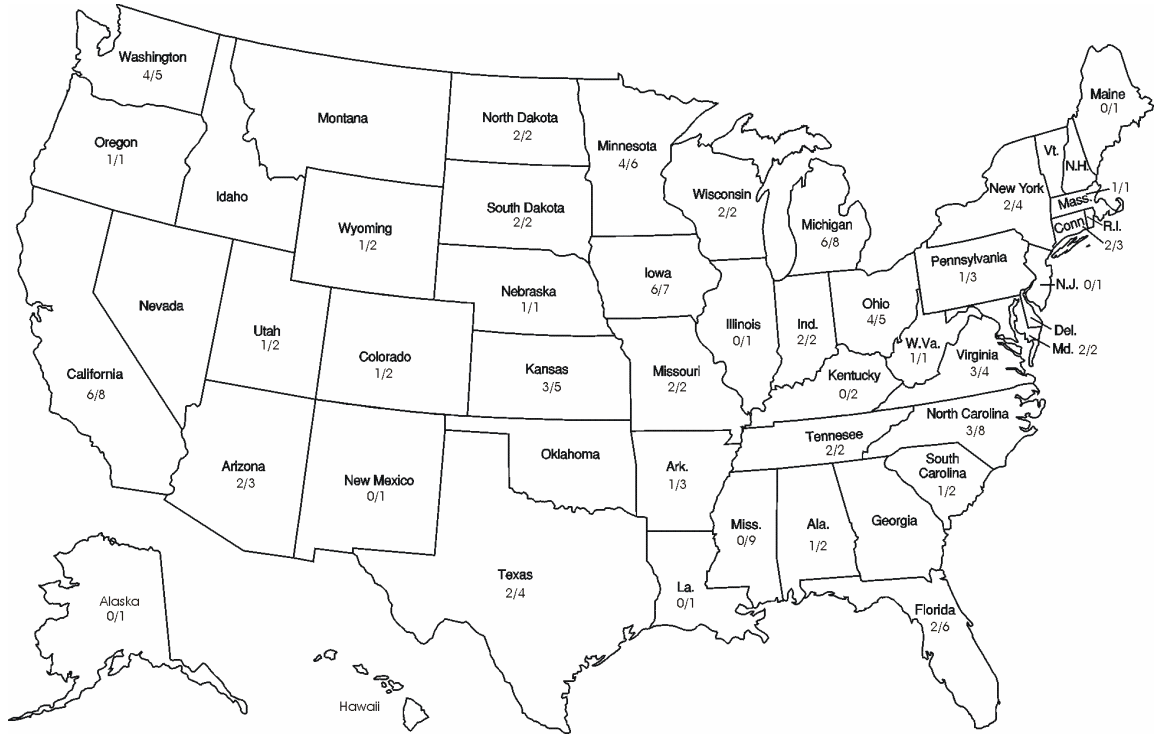 Washington
4/5
Montana
North Dakota
2/2
Minnesota
4/6
Maine
0/1
Oregon
1/1
Idaho
Wyoming
1/2
South Dakota
2/2
Wisconsin
2/2
Michigan
6/8
New York
2/4
Vt.
N.H.
Mass.
1/1
Conn.
R.I.
2/3
Nevada
Utah
1/2
Colorado
1/2
Nebraska
1/1
Iowa
6/7
Illinois
0/1
Ind.
2/2
Ohio
4/5
Pennsylvania
1/3
N.J. 0/1
Del.
Md. 2/2
California
6/8
Kansas
3/5
Missouri
2/2
Kentucky
0/2
W.Va.
1/1
Virginia
3/4
Arizona
2/3
New Mexico
0/1
Oklahoma
Ark.
1/3
Tennesee
2/2
North Carolina
3/8
South
Carolina
1/2
Texas
2/4
La.
0/1
Miss.
0/9
Ala.
1/2
Georgia
Florida
2/6
Alaska
0/1
Hawaii